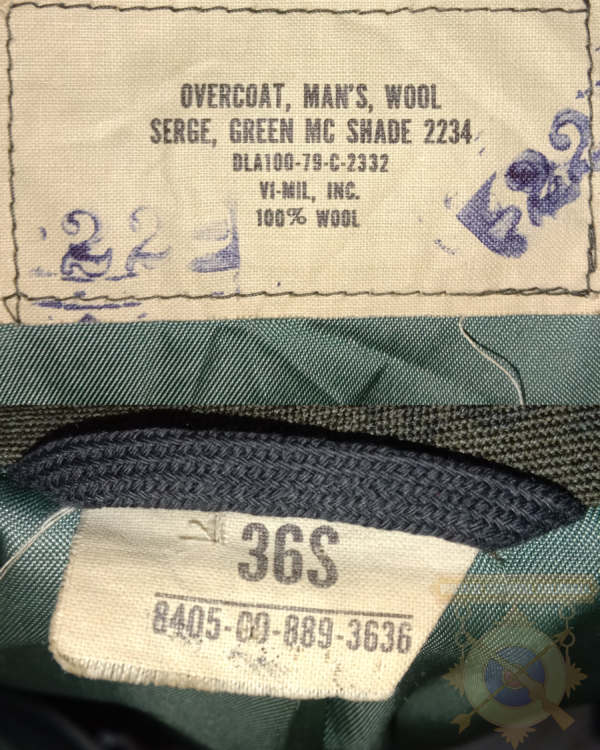 OVERCOAT, MAN'S, WOOL
SERGE, GREEN MC SHADE 2234
DLA100-79-C-2332
VI-MIL, INC.
100% WOOL
22
36S
8405-00-889-3636